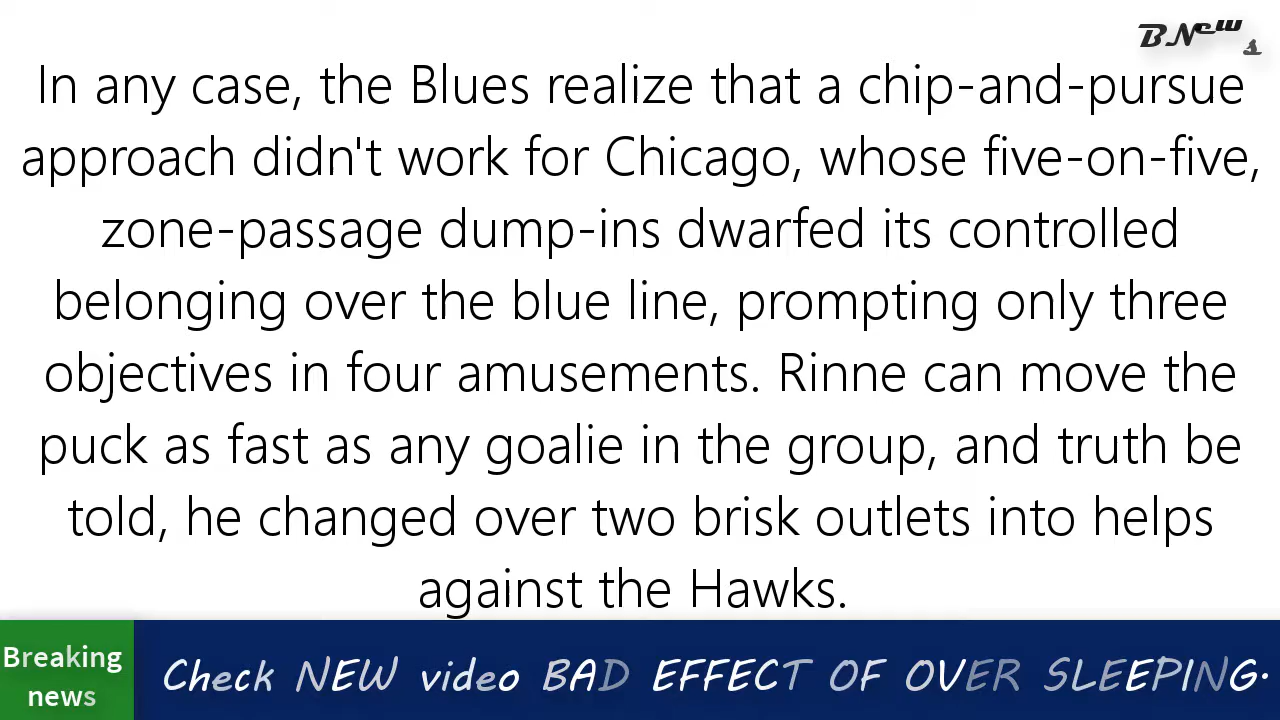 BNews
In any case, the Blues realize that a chip-and-pursue
approach didn't work for Chicago, whose five-on-five,
zone-passage dump-ins dwarfed its controlled
belonging over the blue line, prompting only three
objectives in four amusements. Rinne can move the
puck as fast as any goalie in the group, and truth be
told, he changed over two brisk outlets into helps
against the Hawks.
Breaking
news
Check NEW video BAD EFFECT OF OVER SLEEPING.